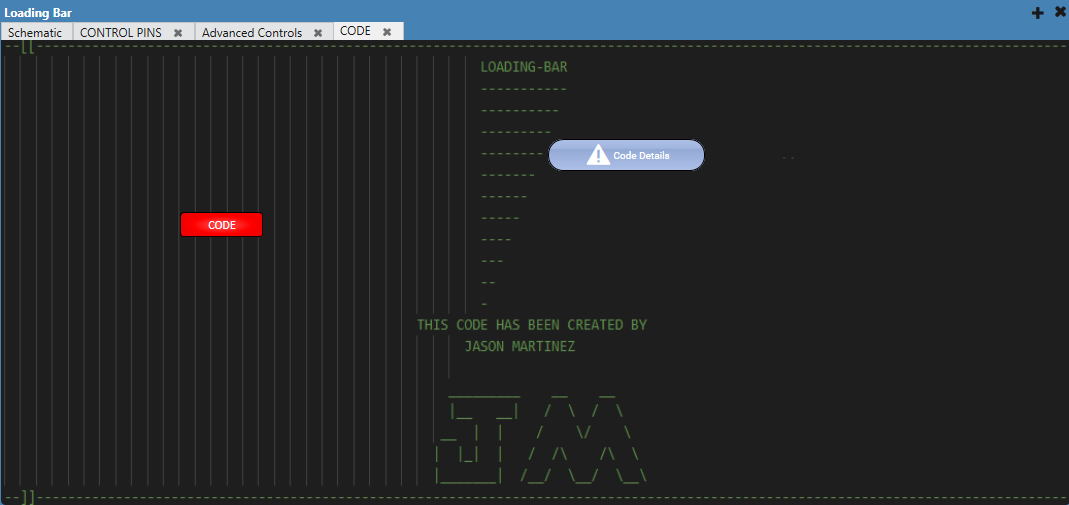 Loading Bar
Schematic CONTROL PINS Advanced Controls CODE
--[[------------------------------------------------------------
LOADING-BAR
-----------
----------
---------
-------- Code Details --
-------
------
CODE
-----
----
---
--
-
THIS CODE HAS BEEN CREATED BY
JASON MARTINEZ
JM
--]]------------------------------------------------------------